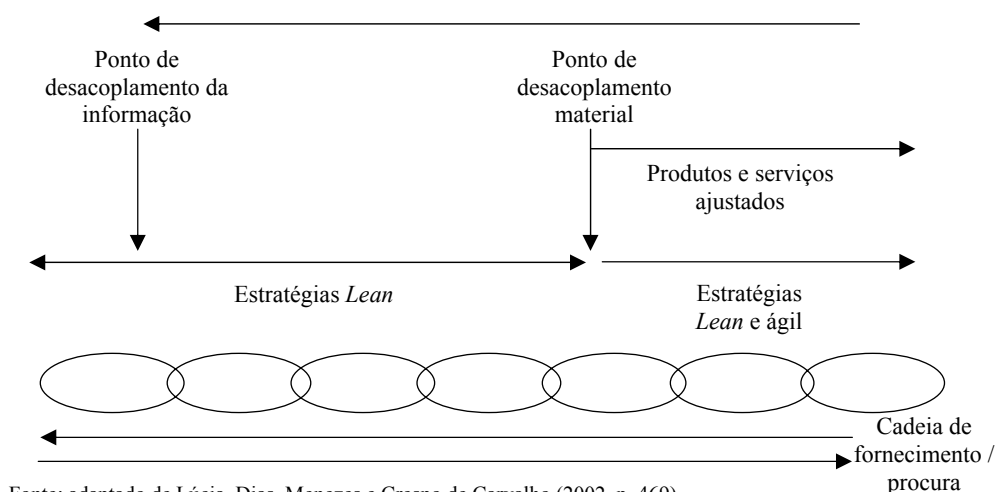 Ponto de
desacoplamento da
informação
Ponto de
desacoplamento
material
Produtos e serviços
ajustados
Estratégias Lean
Estratégias
Lean e ágil
Cadeia de
fornecimento /
procura
Fonte: adaptado de Lúcio, Dias, Menezes e Crespo de Carvalho (2002, p. 469)